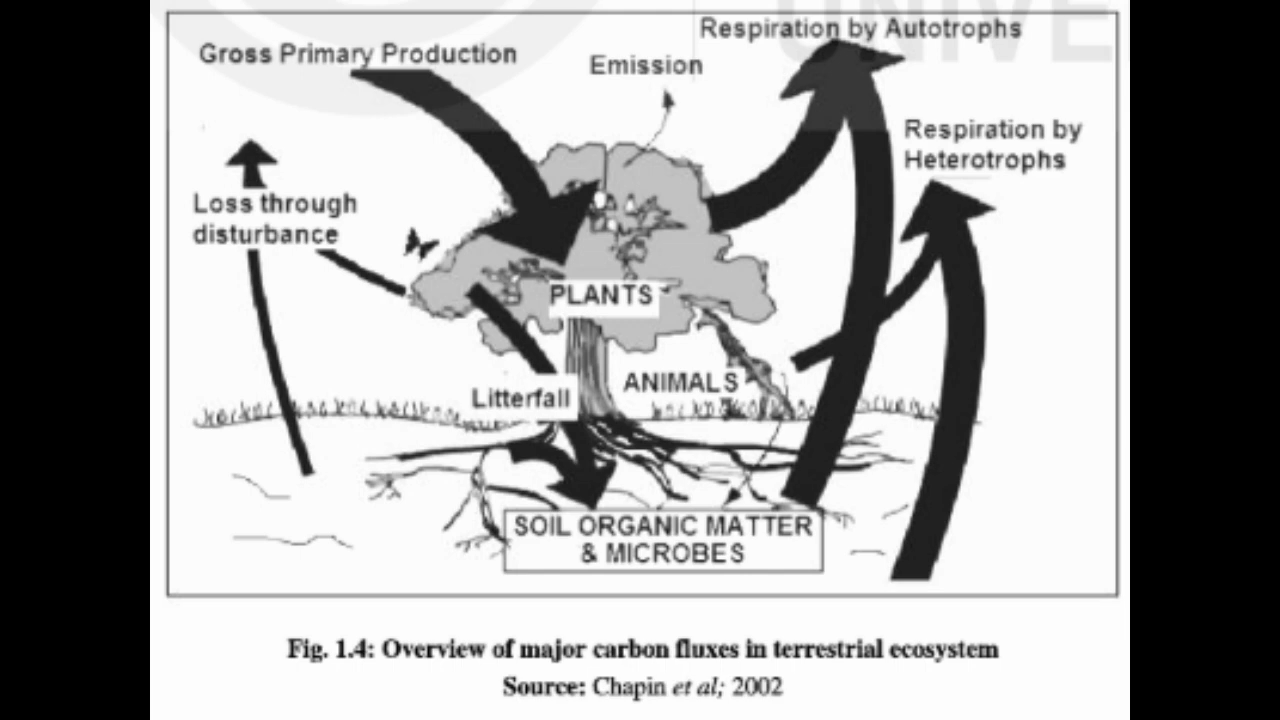 UNIVE
Respiration by Autotrophs
Gross Primary Production
Emission
Respiration by
Heterotrophs
Loss through
disturbance
PLANTS
ANIMALS
Litterfall
SOIL ORGANIC MATTER
& MICROBES
Fig. 1.4: Overview of major carbon fluxes in terrestrial ecosystem
Source: Chapin et al; 2002